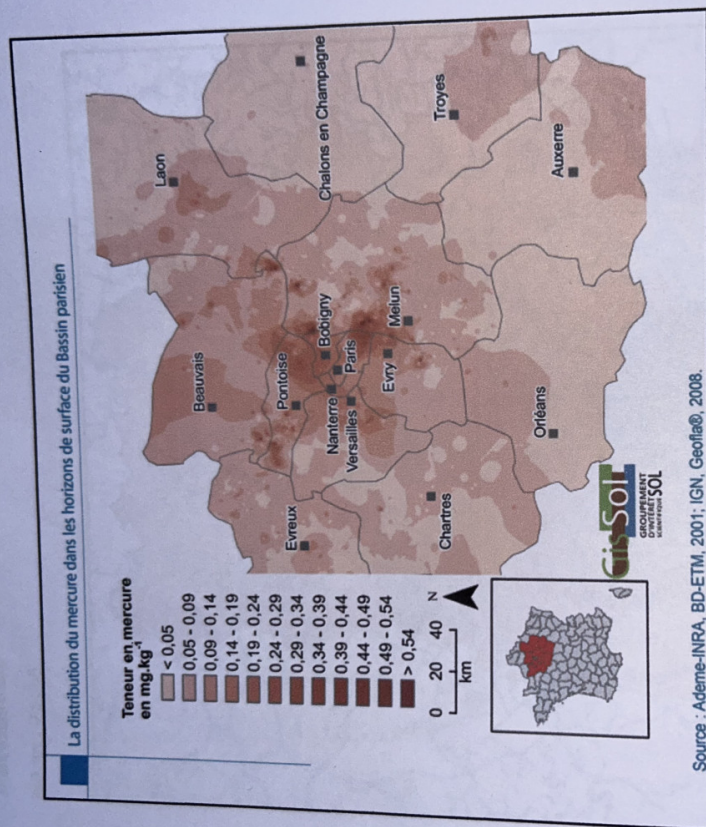 La distribution du mercure dans les horizons de surface du Bassin parisien
Teneur en mercure
en mg.kg⁻¹
< 0,05
0,05 - 0,09
0,09 - 0,14
0,14 - 0,19
0,19 - 0,24
0,24 - 0,29
0,29 - 0,34
0,34 - 0,39
0,39 - 0,44
0,44 - 0,49
0,49 - 0,54
> 0,54
0 20 40
km
N
Laon
Beauvais
Chalons en Champagne
Pontoise
Bobigny
Evreux
Nanterre
Paris
Versailles
Evry
Melun
Chartres
Troyes
Orléans
Auxerre
Gis Sol
GROUPEMENT
D'INTÉRÊT
SCIENTIFIQUE SOL
Source : Ademe-INRA, BD-ETM, 2001; IGN, Geofla®, 2008.